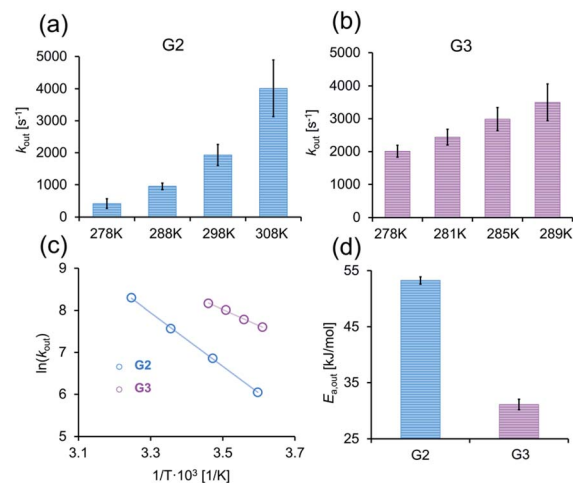 (a)
G2
k_out [s⁻¹]
5000
4000
3000
2000
1000
0
278K 288K 298K 308K
(b)
G3
k_out [s⁻¹]
5000
4000
3000
2000
1000
0
278K 281K 285K 289K
(c)
ln(k_out)
9
8
7
6
5
G2
G3
3.1 3.3 3.5 3.7
1/T·10³ [1/K]
(d)
E_a,out [kJ/mol]
55
45
35
25
G2 G3